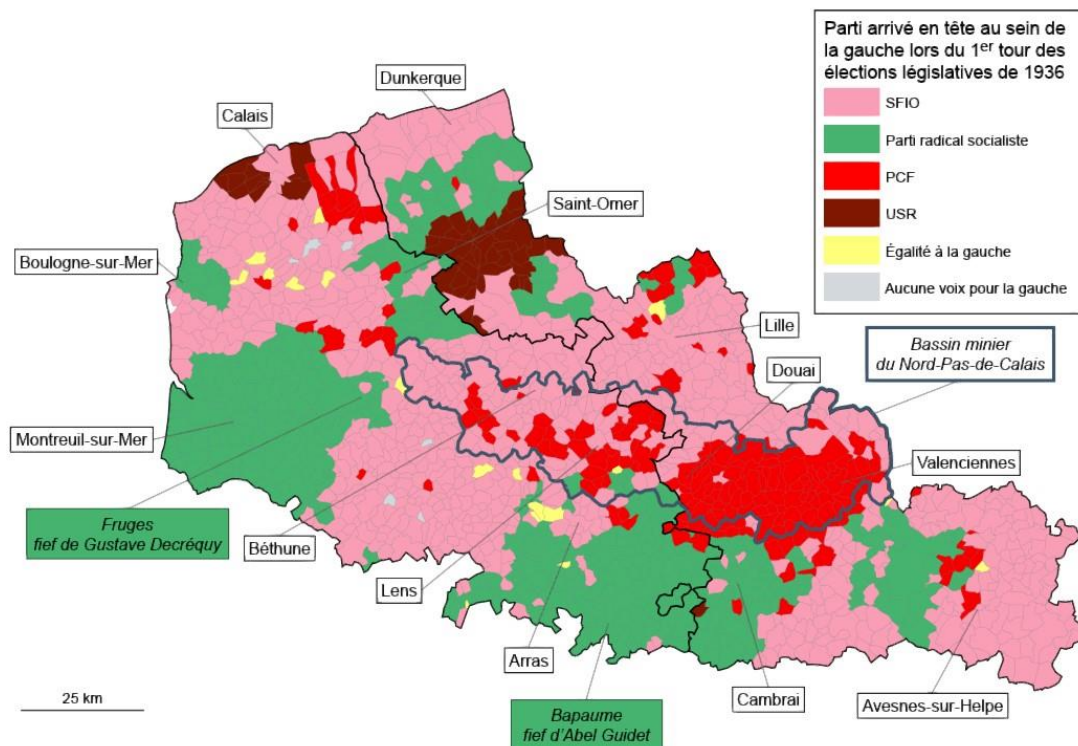 Parti arrivé en tête au sein de
la gauche lors du 1er tour des
élections législatives de 1936
SFIO
Parti radical socialiste
PCF
USR
Égalité à la gauche
Aucune voix pour la gauche
Dunkerque
Calais
Saint-Omer
Boulogne-sur-Mer
Lille
Bassin minier
du Nord-Pas-de-Calais
Douai
Montreuil-sur-Mer
Valenciennes
Fruges
fief de Gustave Decréquy
Béthune
Lens
Arras
Cambrai
Avesnes-sur-Helpe
Bapaume
fief d'Abel Guidet
25 km